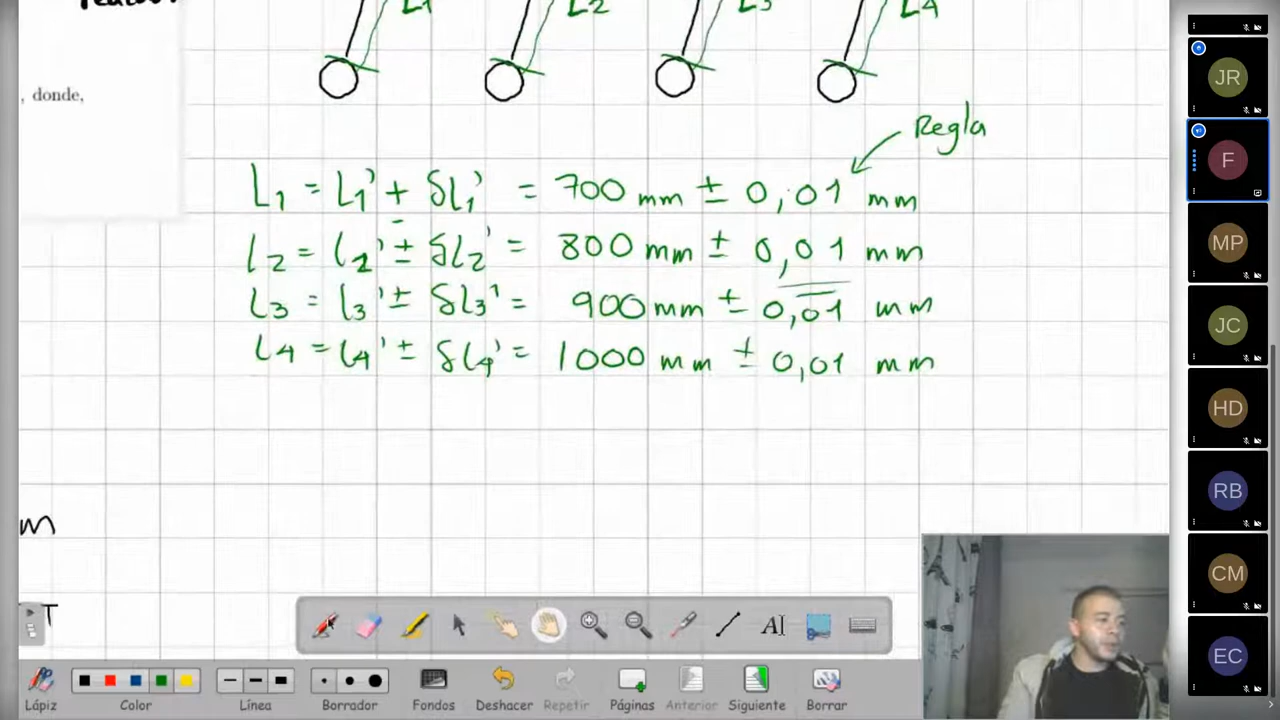 L1 L2 L3 L4
, donde,
Regla
L1 = L1' ± δL1' = 700 mm ± 0,01 mm
L2 = L2' ± δL2' = 800 mm ± 0,01 mm
L3 = L3' ± δL3' = 900 mm ± 0,01 mm
L4 = L4' ± δL4' = 1000 mm ± 0,01 mm
m
T
Lápiz
Color
Línea
Borrador
Fondos
Deshacer
Repetir
Páginas
Anterior
Siguiente
Borrar
JR
F
MP
JC
HD
RB
CM
EC